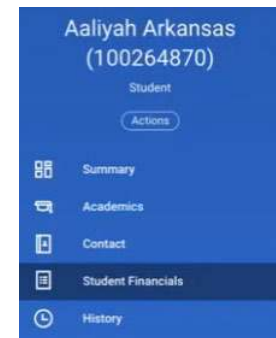 Aaliyah Arkansas
(100264870)
Student
Actions
Summary
Academics
Contact
Student Financials
History